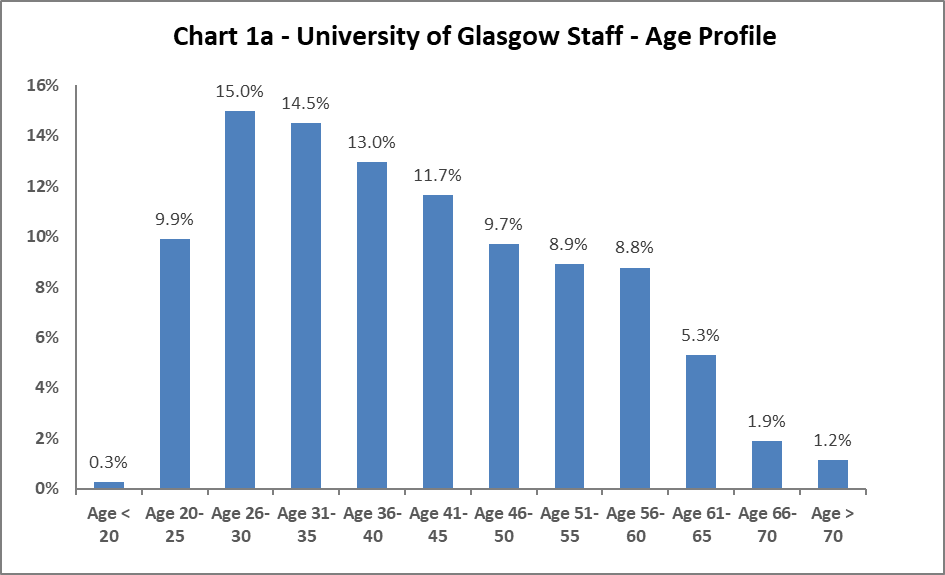 Chart 1a - University of Glasgow Staff - Age Profile
16%
14%
12%
10%
8%
6%
4%
2%
0%
0.3%
9.9%
15.0%
14.5%
13.0%
11.7%
9.7%
8.9%
8.8%
5.3%
1.9%
1.2%
Age < 20
Age 20-25
Age 26-30
Age 31-35
Age 36-40
Age 41-45
Age 46-50
Age 51-55
Age 56-60
Age 61-65
Age 66-70
Age > 70